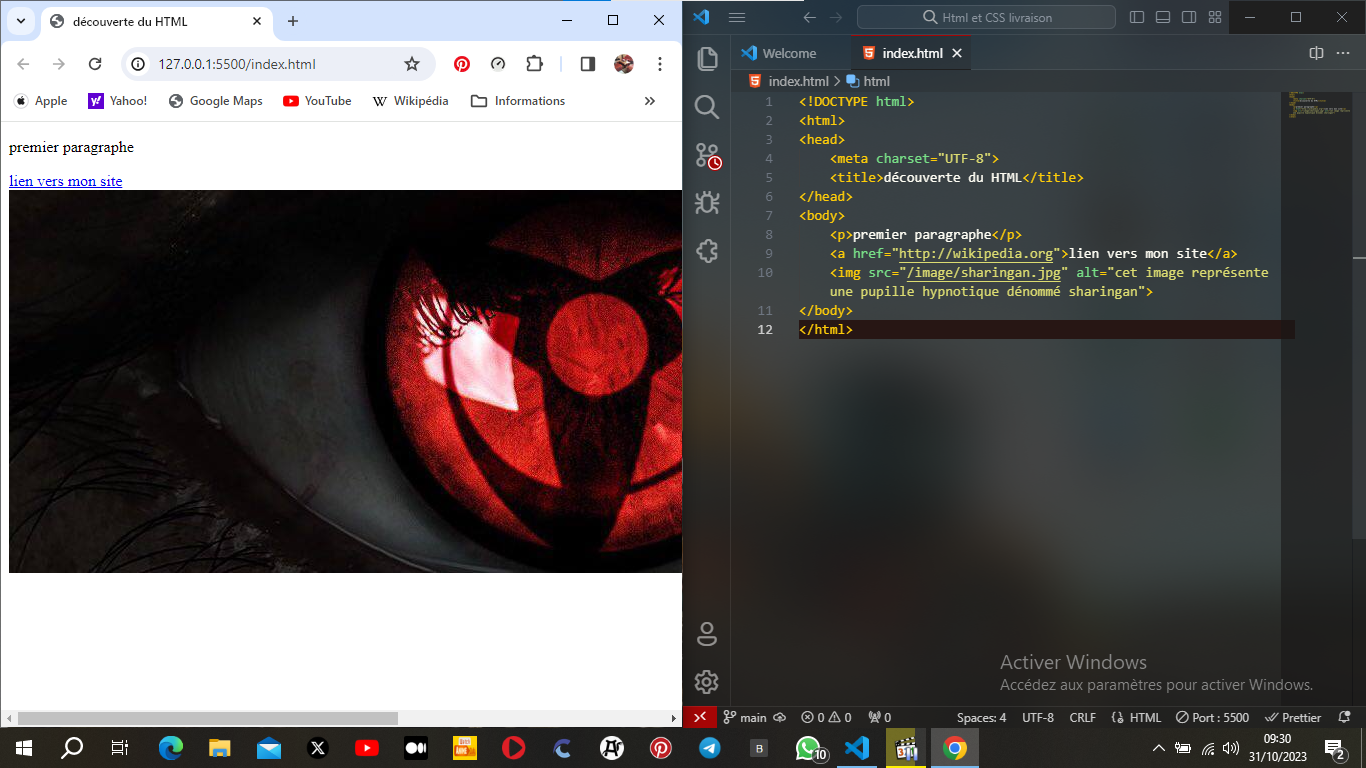 découverte du HTML
127.0.0.1:5500/index.html
Apple
Yahoo!
Google Maps
YouTube
Wikipédia
Informations
premier paragraphe
lien vers mon site
Html et CSS livraison
Welcome
index.html
index.html > html
1 <!DOCTYPE html>
2 <html>
3 <head>
4 <meta charset="UTF-8">
5 <title>découverte du HTML</title>
6 </head>
7 <body>
8 <p>premier paragraphe</p>
9 <a href="http://wikipedia.org">lien vers mon site</a>
10 <img src="/image/sharingan.jpg" alt="cet image représente
une pupille hypnotique dénommé sharingan">
11 </body>
12 </html>
Activer Windows
Accédez aux paramètres pour activer Windows.
main 0 0 0 Spaces: 4 UTF-8 CRLF HTML Port : 5500 Prettier
10
09:30
31/10/2023
2